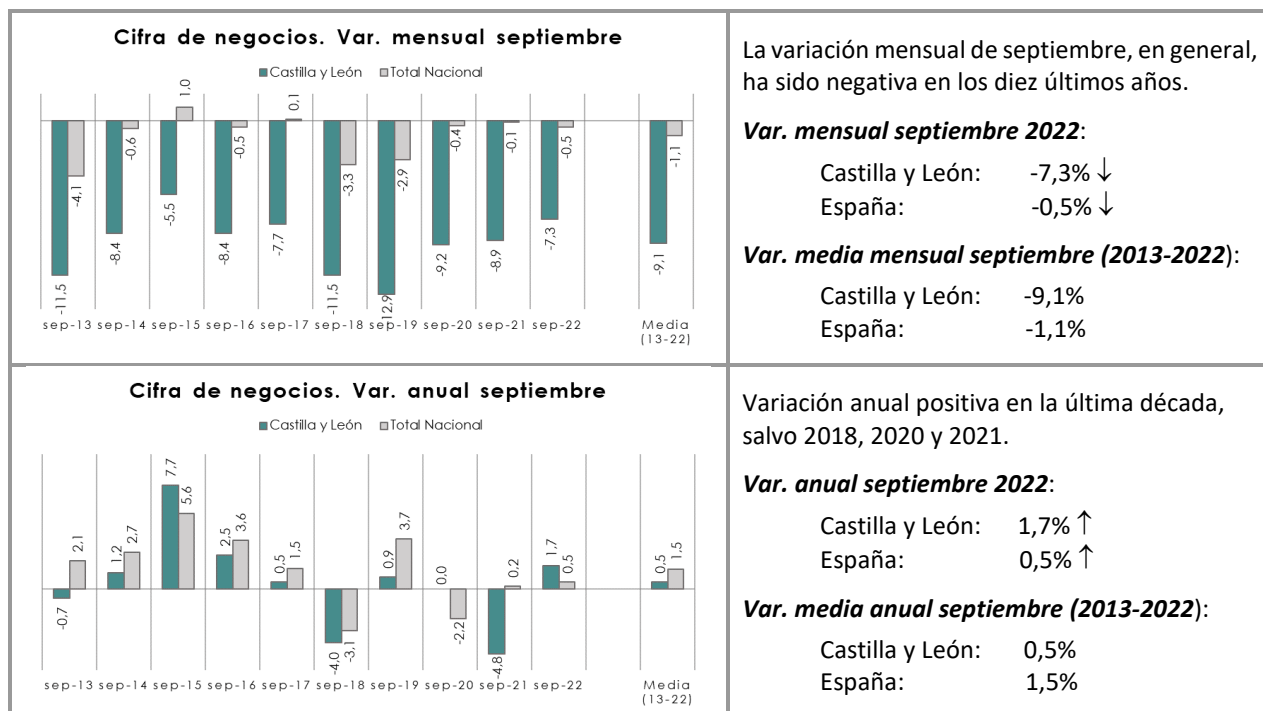 Cifra de negocios. Var. mensual septiembre
Castilla y León Total Nacional
-11,5 -4,1 -8,4 -0,6 -5,5 1,0 -8,4 -0,5 -7,7 0,1 -11,5 -3,3 -12,9 -2,9 -9,2 -0,4 -8,9 -0,1 -7,3 -0,5 -9,1 -1,1
sep-13 sep-14 sep-15 sep-16 sep-17 sep-18 sep-19 sep-20 sep-21 sep-22 Media
(13-22)
La variación mensual de septiembre, en general,
ha sido negativa en los diez últimos años.
Var. mensual septiembre 2022:
Castilla y León: -7,3% ↓
España: -0,5% ↓
Var. media mensual septiembre (2013-2022):
Castilla y León: -9,1%
España: -1,1%
Cifra de negocios. Var. anual septiembre
Castilla y León Total Nacional
-0,7 2,1 1,2 2,7 7,7 5,6 2,5 3,6 0,5 1,5 -4,0 -3,1 0,9 3,7 0,0 -2,2 -4,8 0,2 1,7 0,5 0,5 1,5
sep-13 sep-14 sep-15 sep-16 sep-17 sep-18 sep-19 sep-20 sep-21 sep-22 Media
(13-22)
Variación anual positiva en la última década,
salvo 2018, 2020 y 2021.
Var. anual septiembre 2022:
Castilla y León: 1,7% ↑
España: 0,5% ↑
Var. media anual septiembre (2013-2022):
Castilla y León: 0,5%
España: 1,5%